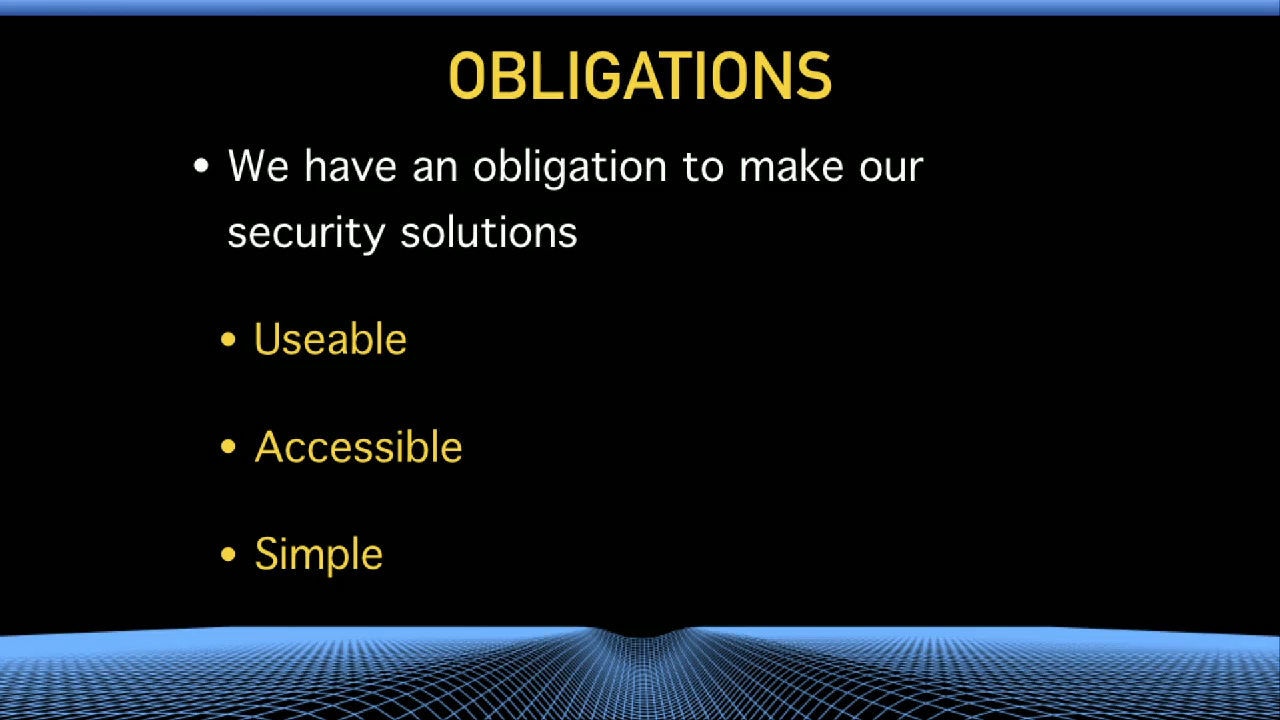 OBLIGATIONS
• We have an obligation to make our
security solutions
• Useable
• Accessible
• Simple